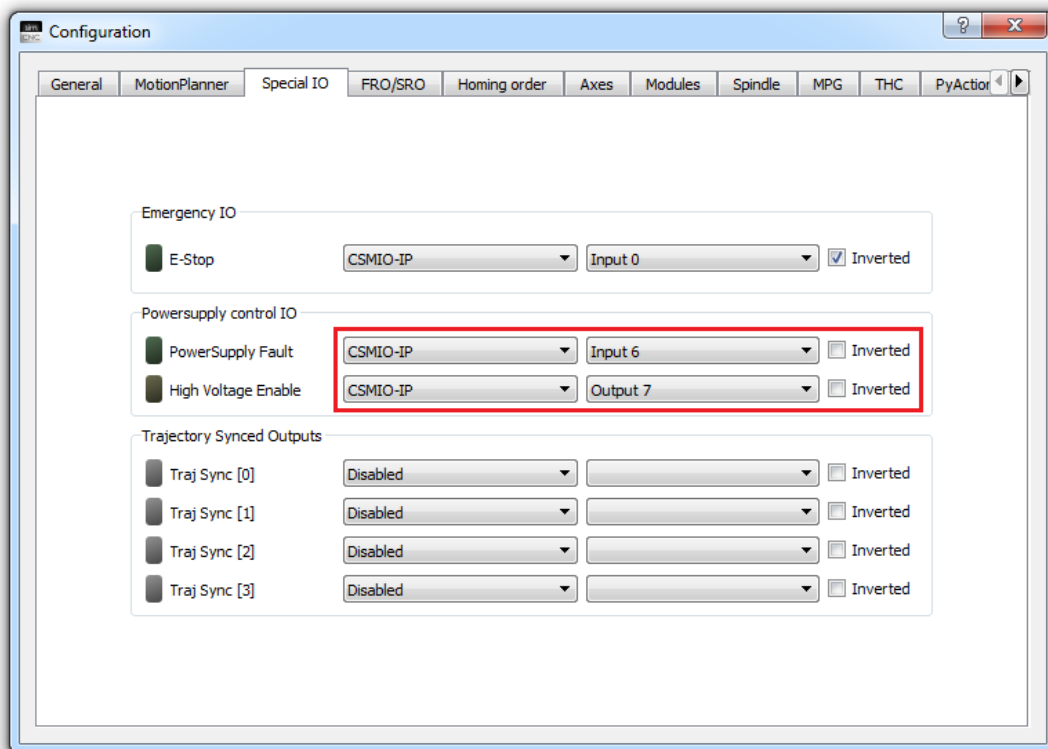 Configuration
General MotionPlanner Special IO FRO/SRO Homing order Axes Modules Spindle MPG THC PyAction
Emergency IO
E-Stop CSMIO-IP Input 0 Inverted
Powersupply control IO
PowerSupply Fault CSMIO-IP Input 6 Inverted
High Voltage Enable CSMIO-IP Output 7 Inverted
Trajectory Synced Outputs
Traj Sync [0] Disabled Inverted
Traj Sync [1] Disabled Inverted
Traj Sync [2] Disabled Inverted
Traj Sync [3] Disabled Inverted